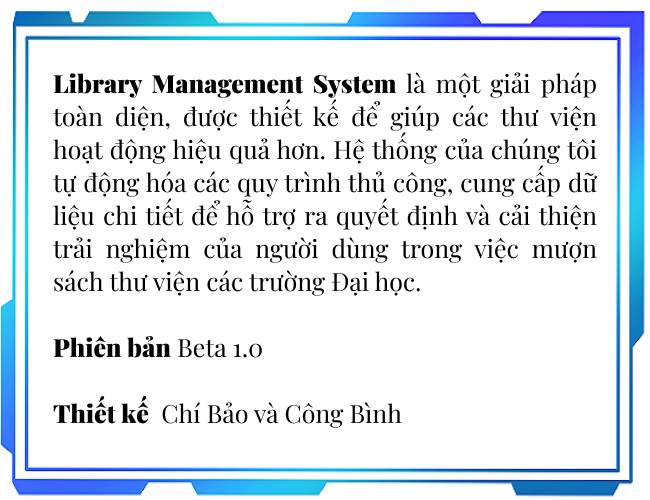 Library Management System là một giải pháp
toàn diện, được thiết kế để giúp các thư viện
hoạt động hiệu quả hơn. Hệ thống của chúng tôi
tự động hóa các quy trình thủ công, cung cấp dữ
liệu chi tiết để hỗ trợ ra quyết định và cải thiện
trải nghiệm của người dùng trong việc mượn
sách thư viện các trường Đại học.
Phiên bản Beta 1.0
Thiết kế Chí Bảo và Công Bình